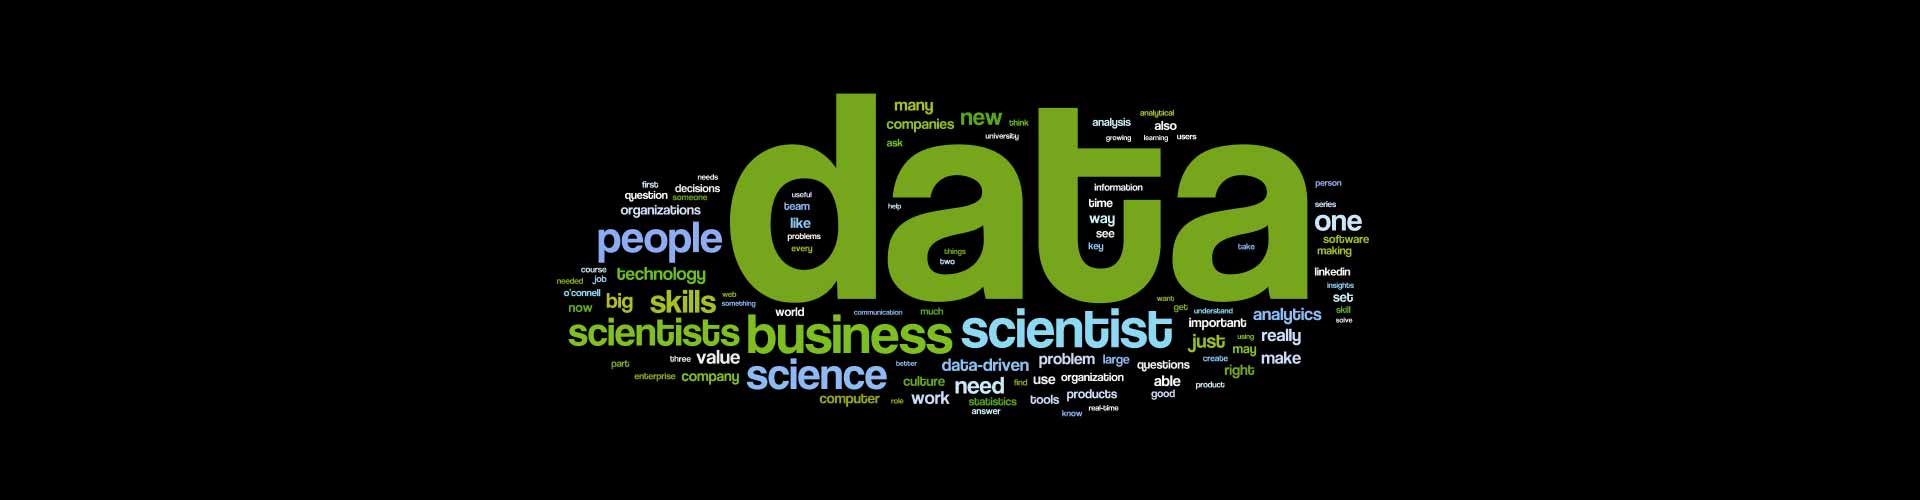 data
many
companies
new
think
ask
university
analysis
analytical
also
growing
learning
users
needs
first
decisions
question
someone
organizations
people
useful
team
like
problems
every
help
things
two
information
time
way
see
key
take
person
series
one
software
making
linkedin
insights
set
skill
solve
course
needed
job
technology
o'connell
big
skills
web
something
now
scientists
world
business
communication
much
scientist
want
get
understand
important
analytics
just
using
really
may
make
part
three
value
enterprise
company
science
better
data-driven
problem
large
questions
create
right
culture
need
find
use
organization
able
product
computer
role
work
statistics
tools
products
good
answer
know
real-time